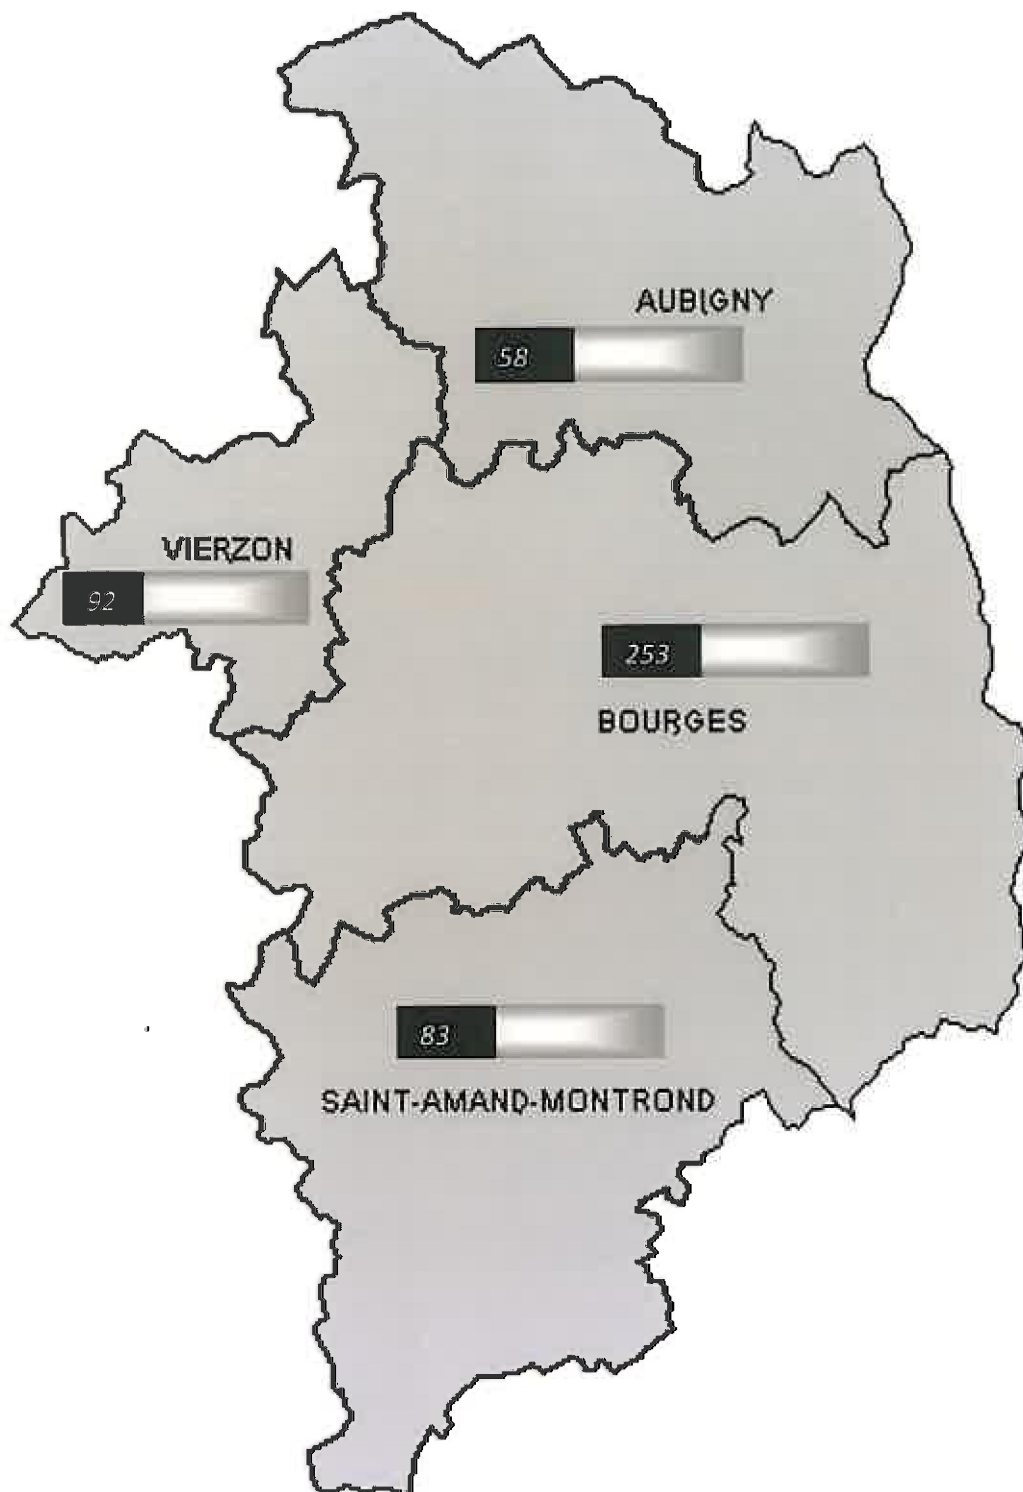 AUBIGNY
58
VIERZON
92
253
BOURGES
83
SAINT-AMAND-MONTROND